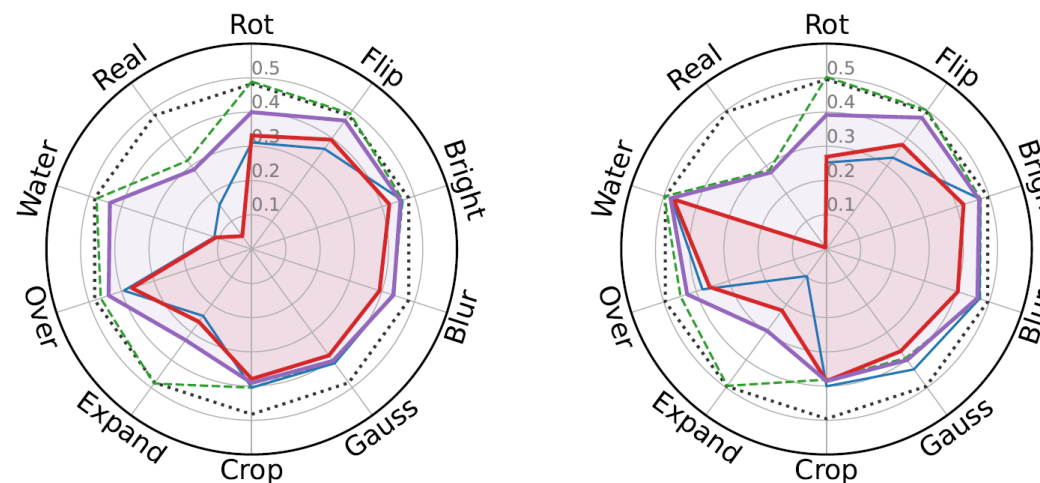 Rot
Flip
Bright
Blur
Gauss
Crop
Expand
Over
Water
Real
0.5
0.4
0.3
0.2
0.1
Rot
Flip
Brigh
Blur
Gauss
Crop
Expand
Over
Water
Real
0.5
0.4
0.3
0.2
0.1